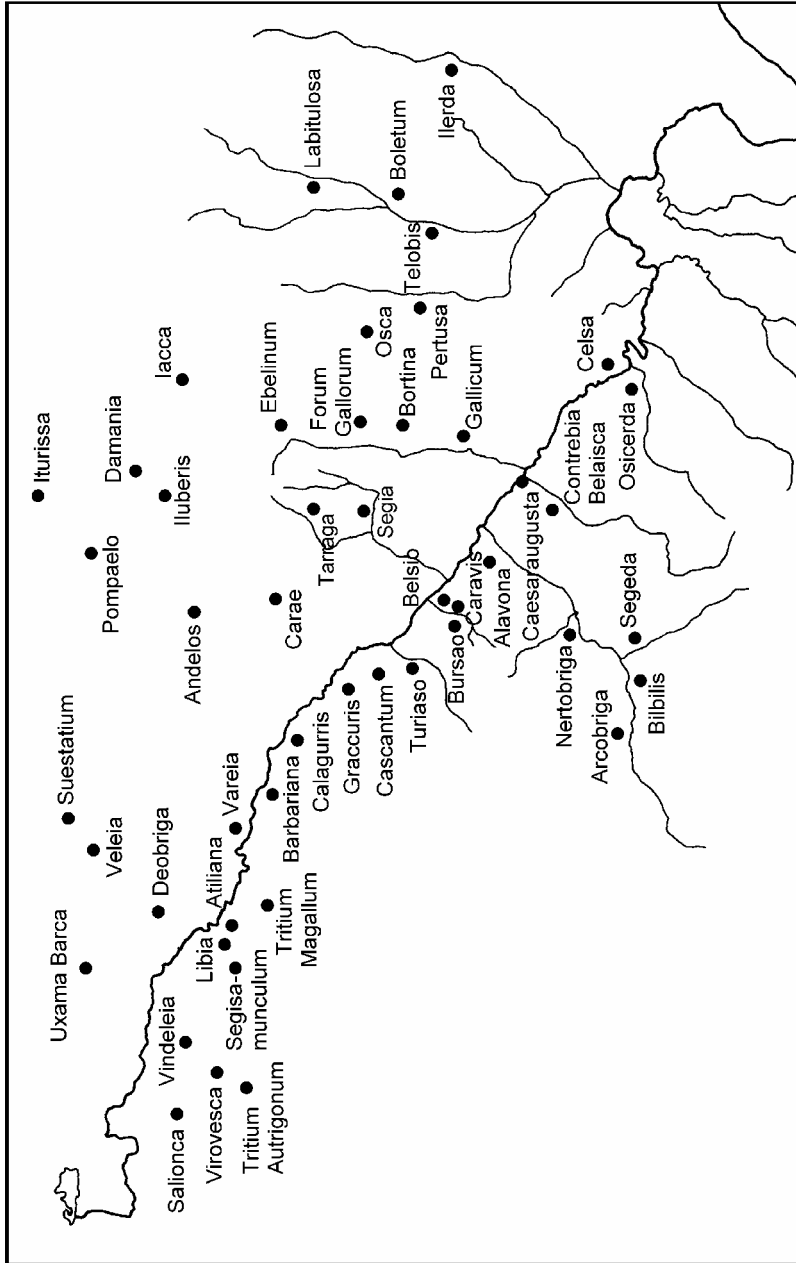 Iturissa
Suestatium
Pompaelo
Uxama Barca
Veleia
Damania
Deobriga
Iluberis
Iacca
Salionca
Vindeleia
Andelos
Virovesca
Libia
Atiliana
Vareia
Segisa-
munculum
Tritium
Autrigonum
Tritium
Magallum
Barbariana
Carae
Ebelinum
Calagurris
Tarraga
Labitulosa
Graccuris
Segia
Forum
Gallorum
Osca
Cascantum
Bortina
Boletum
Turiaso
Belsio
Pertusa
Telobis
Bursao
Caravis
Gallicum
Ilerda
Alavona
Caesaraugusta
Nertobriga
Contrebia
Belaisca
Celsa
Arcobriga
Segeda
Osicerda
Bilbilis